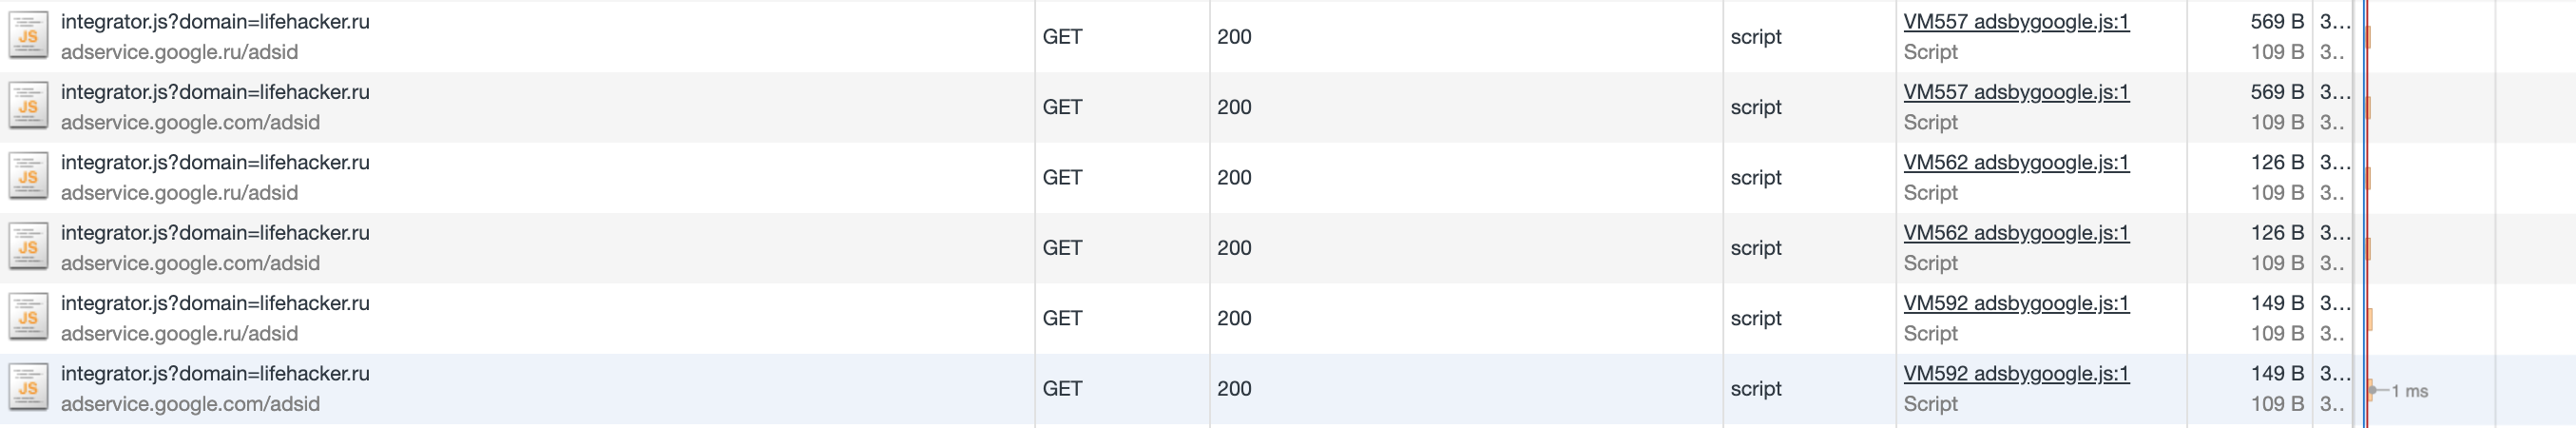 integrator.js?domain=lifehacker.ru GET 200 script VM557 adsbygoogle.js:1 569 B 3...
adservice.google.ru/adsid Script 109 B 3..
integrator.js?domain=lifehacker.ru GET 200 script VM557 adsbygoogle.js:1 569 B 3...
adservice.google.com/adsid Script 109 B 3..
integrator.js?domain=lifehacker.ru GET 200 script VM562 adsbygoogle.js:1 126 B 3...
adservice.google.ru/adsid Script 109 B 3..
integrator.js?domain=lifehacker.ru GET 200 script VM562 adsbygoogle.js:1 126 B 3...
adservice.google.com/adsid Script 109 B 3..
integrator.js?domain=lifehacker.ru GET 200 script VM592 adsbygoogle.js:1 149 B 3...
adservice.google.ru/adsid Script 109 B 3..
integrator.js?domain=lifehacker.ru GET 200 script VM592 adsbygoogle.js:1 149 B 3... 1 ms
adservice.google.com/adsid Script 109 B 3..
JS
JS
JS
JS
JS
JS